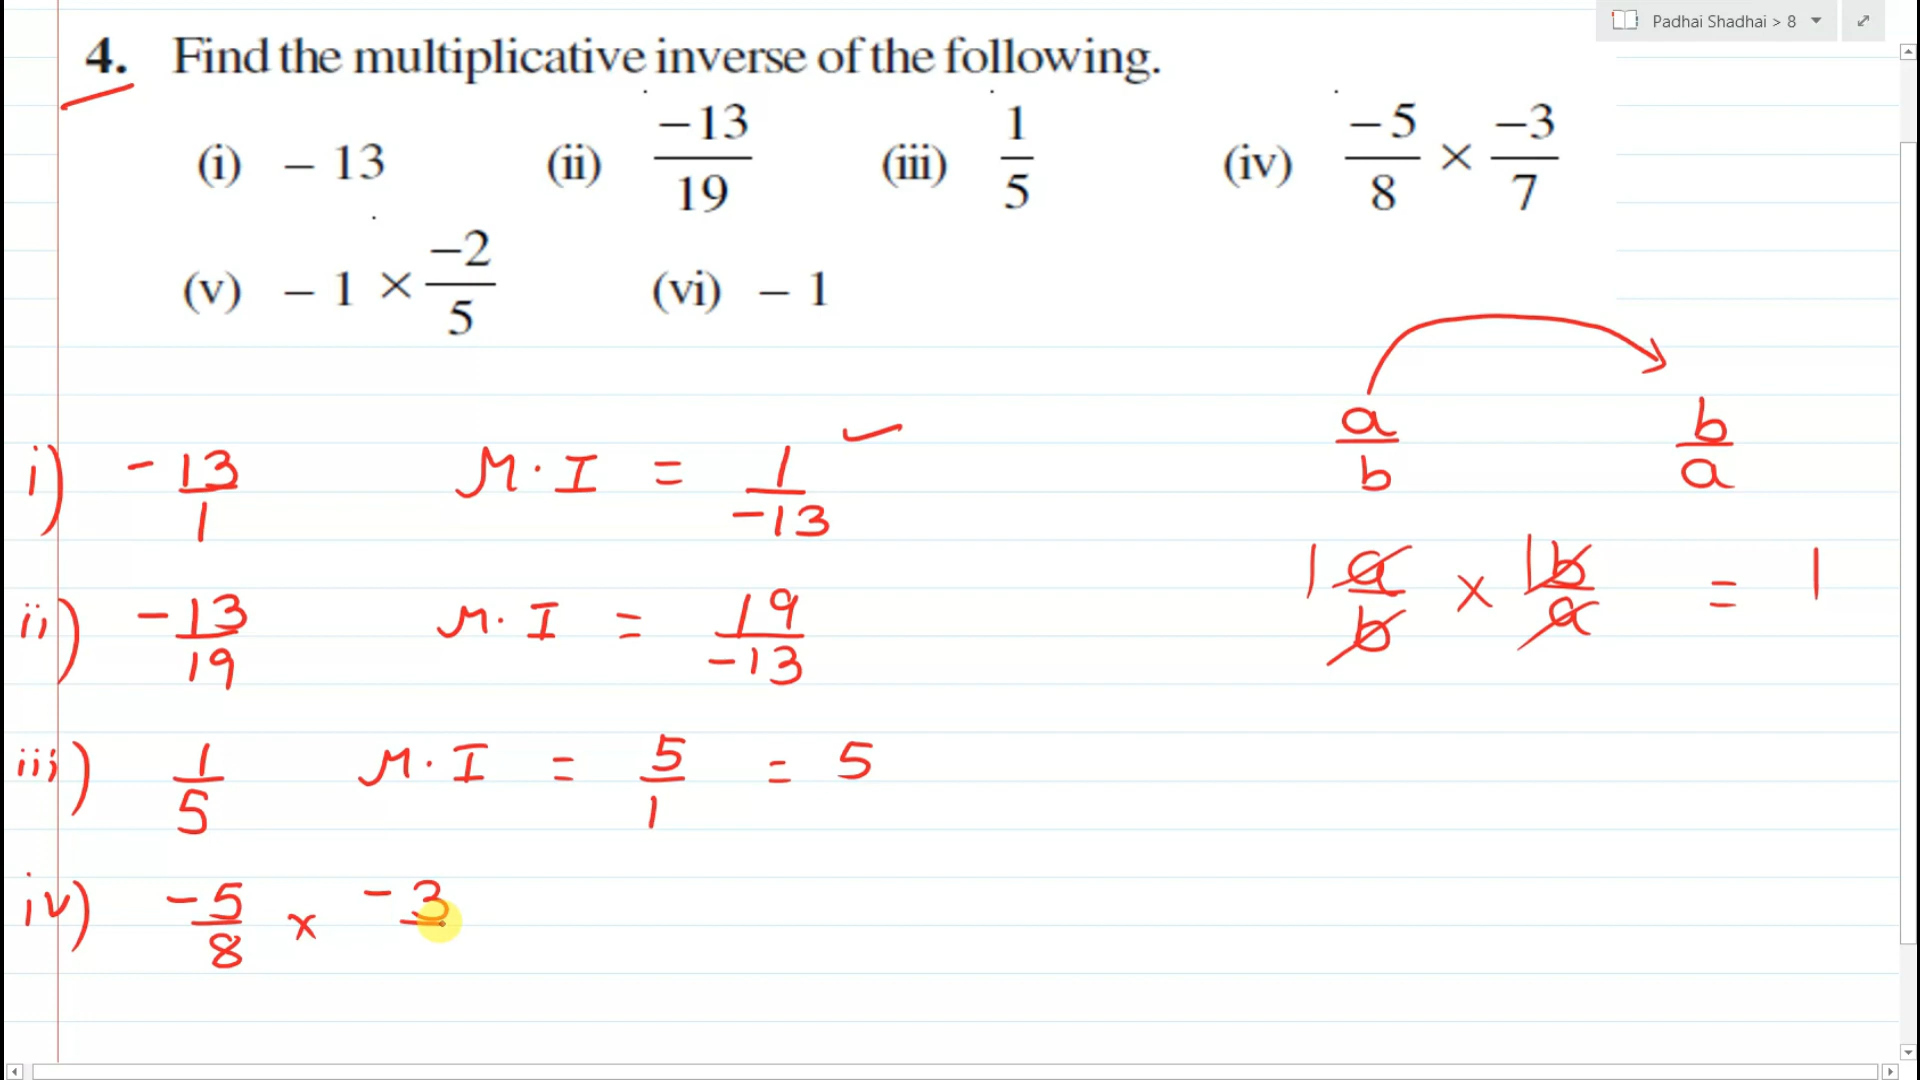 Padhai Shadhai > 8
4. Find the multiplicative inverse of the following.
(i) – 13 (ii) –13/19 (iii) 1/5 (iv) –5/8 × –3/7
(v) – 1 × –2/5 (vi) – 1
a/b b/a
i) -13/1 M.I = 1/-13
1 a/b × 1 b/a = 1
ii) -13/19 M.I = 19/-13
iii) 1/5 M.I = 5/1 = 5
iv) -5/8 × -3